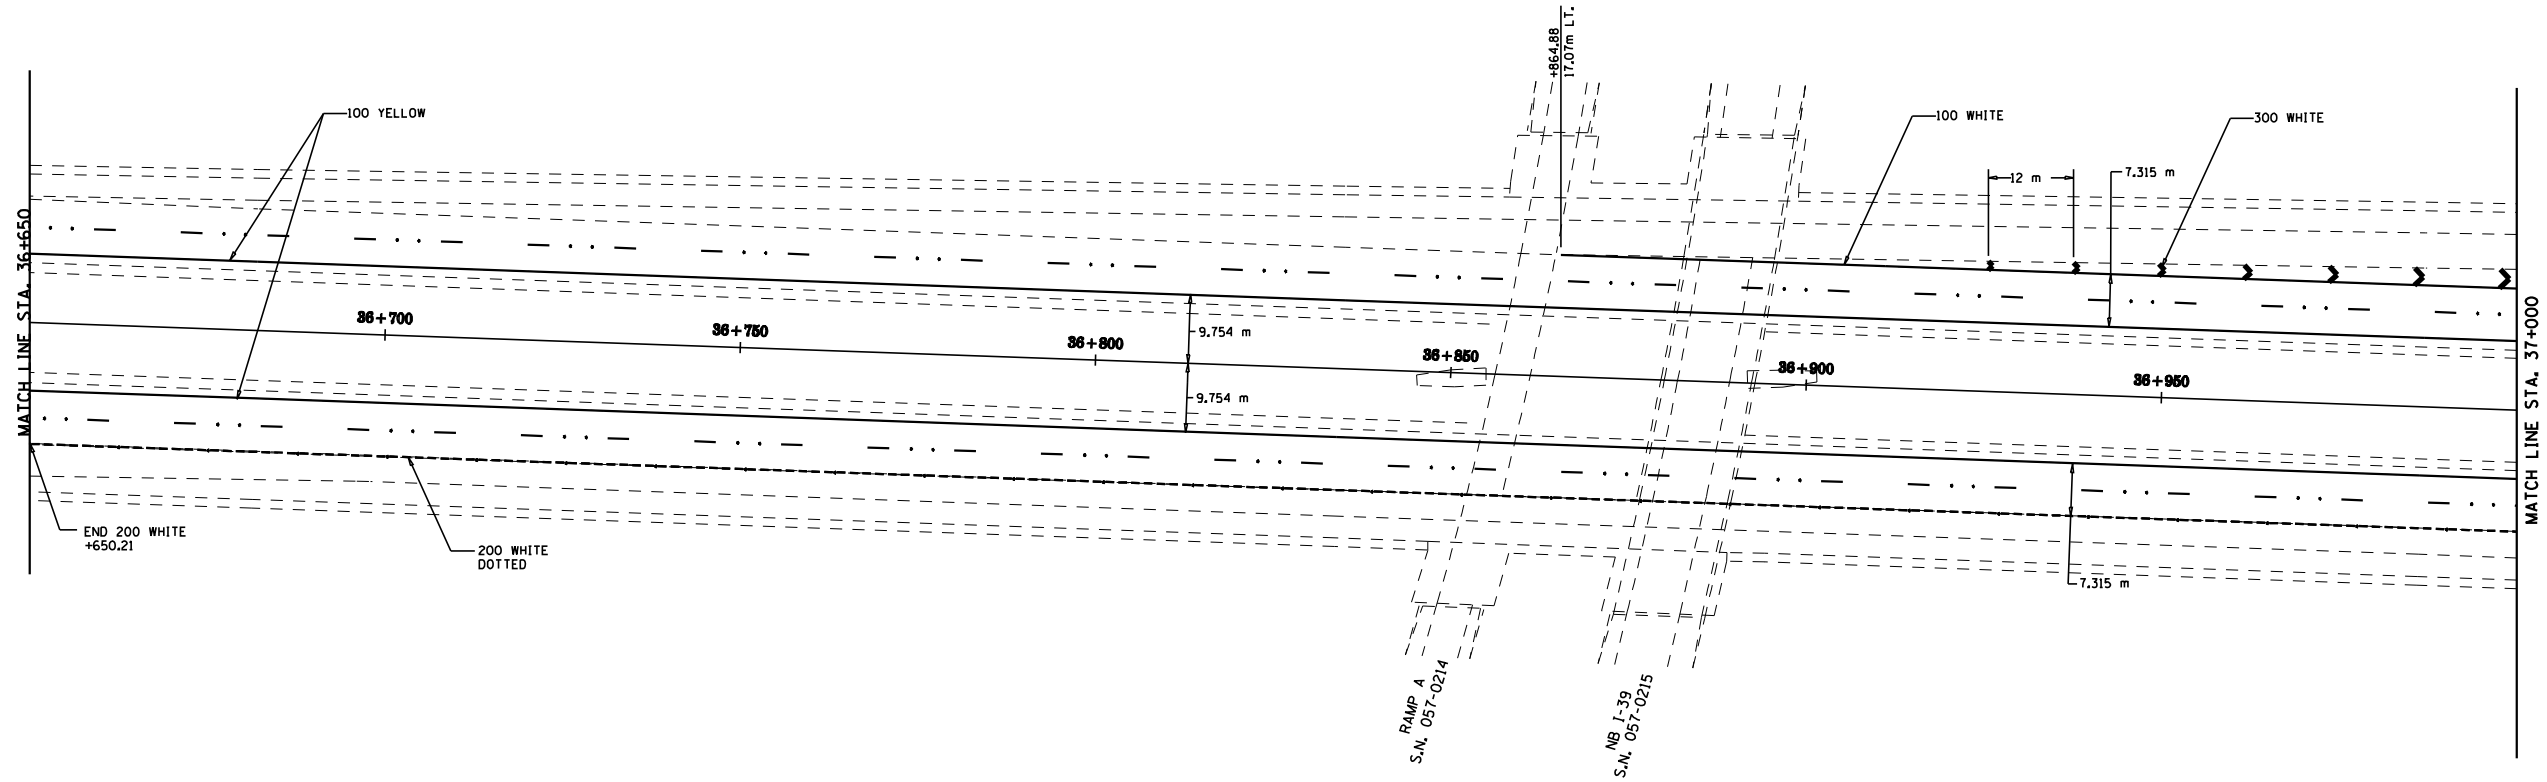 +864.88
17.07m LT.
100 YELLOW
100 WHITE
300 WHITE
12 m
7.315 m
MATCH LINE STA. 36+650
36+700
36+750
36+800
36+850
36+900
36+950
9.754 m
9.754 m
MATCH LINE STA. 37+000
END 200 WHITE
+650.21
200 WHITE
DOTTED
7.315 m
RAMP A
S.N. 057-0214
NB I-39
S.N. 057-0215